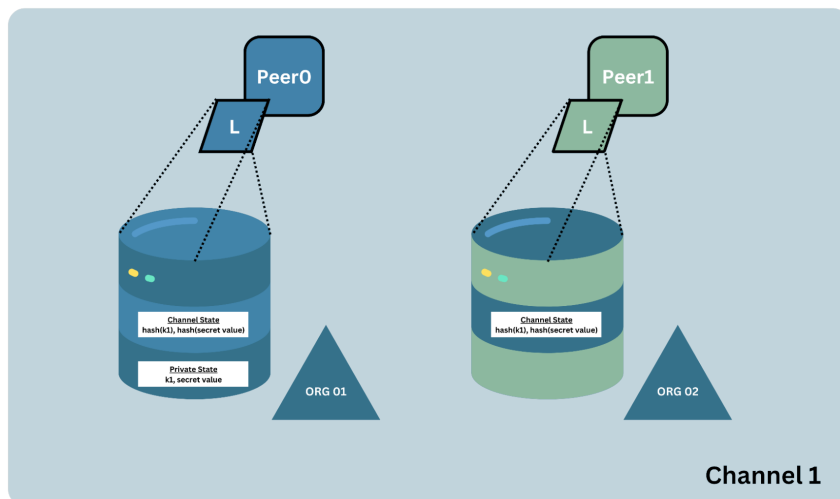 Peer0
L
Channel State
hash(k1), hash(secret value)
Private State
k1, secret value
ORG 01
Peer1
L
Channel State
hash(k1), hash(secret value)
ORG 02
Channel 1